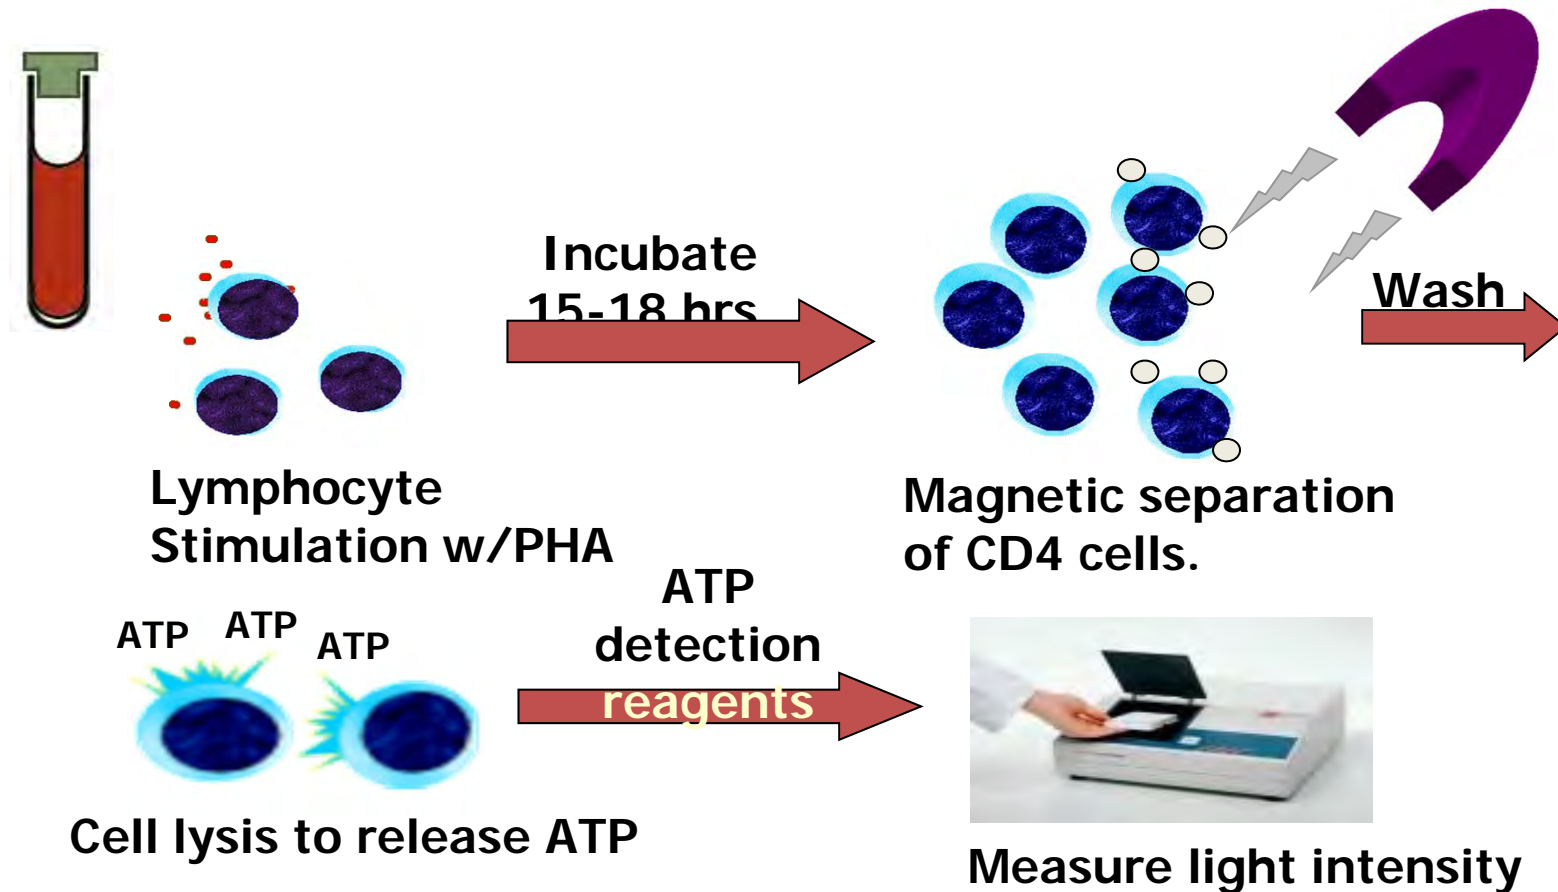 Incubate
15-18 hrs
Wash
Lymphocyte
Stimulation w/PHA
Magnetic separation
of CD4 cells.
ATP
detection
reagents
ATP ATP ATP
Cell lysis to release ATP
Measure light intensity